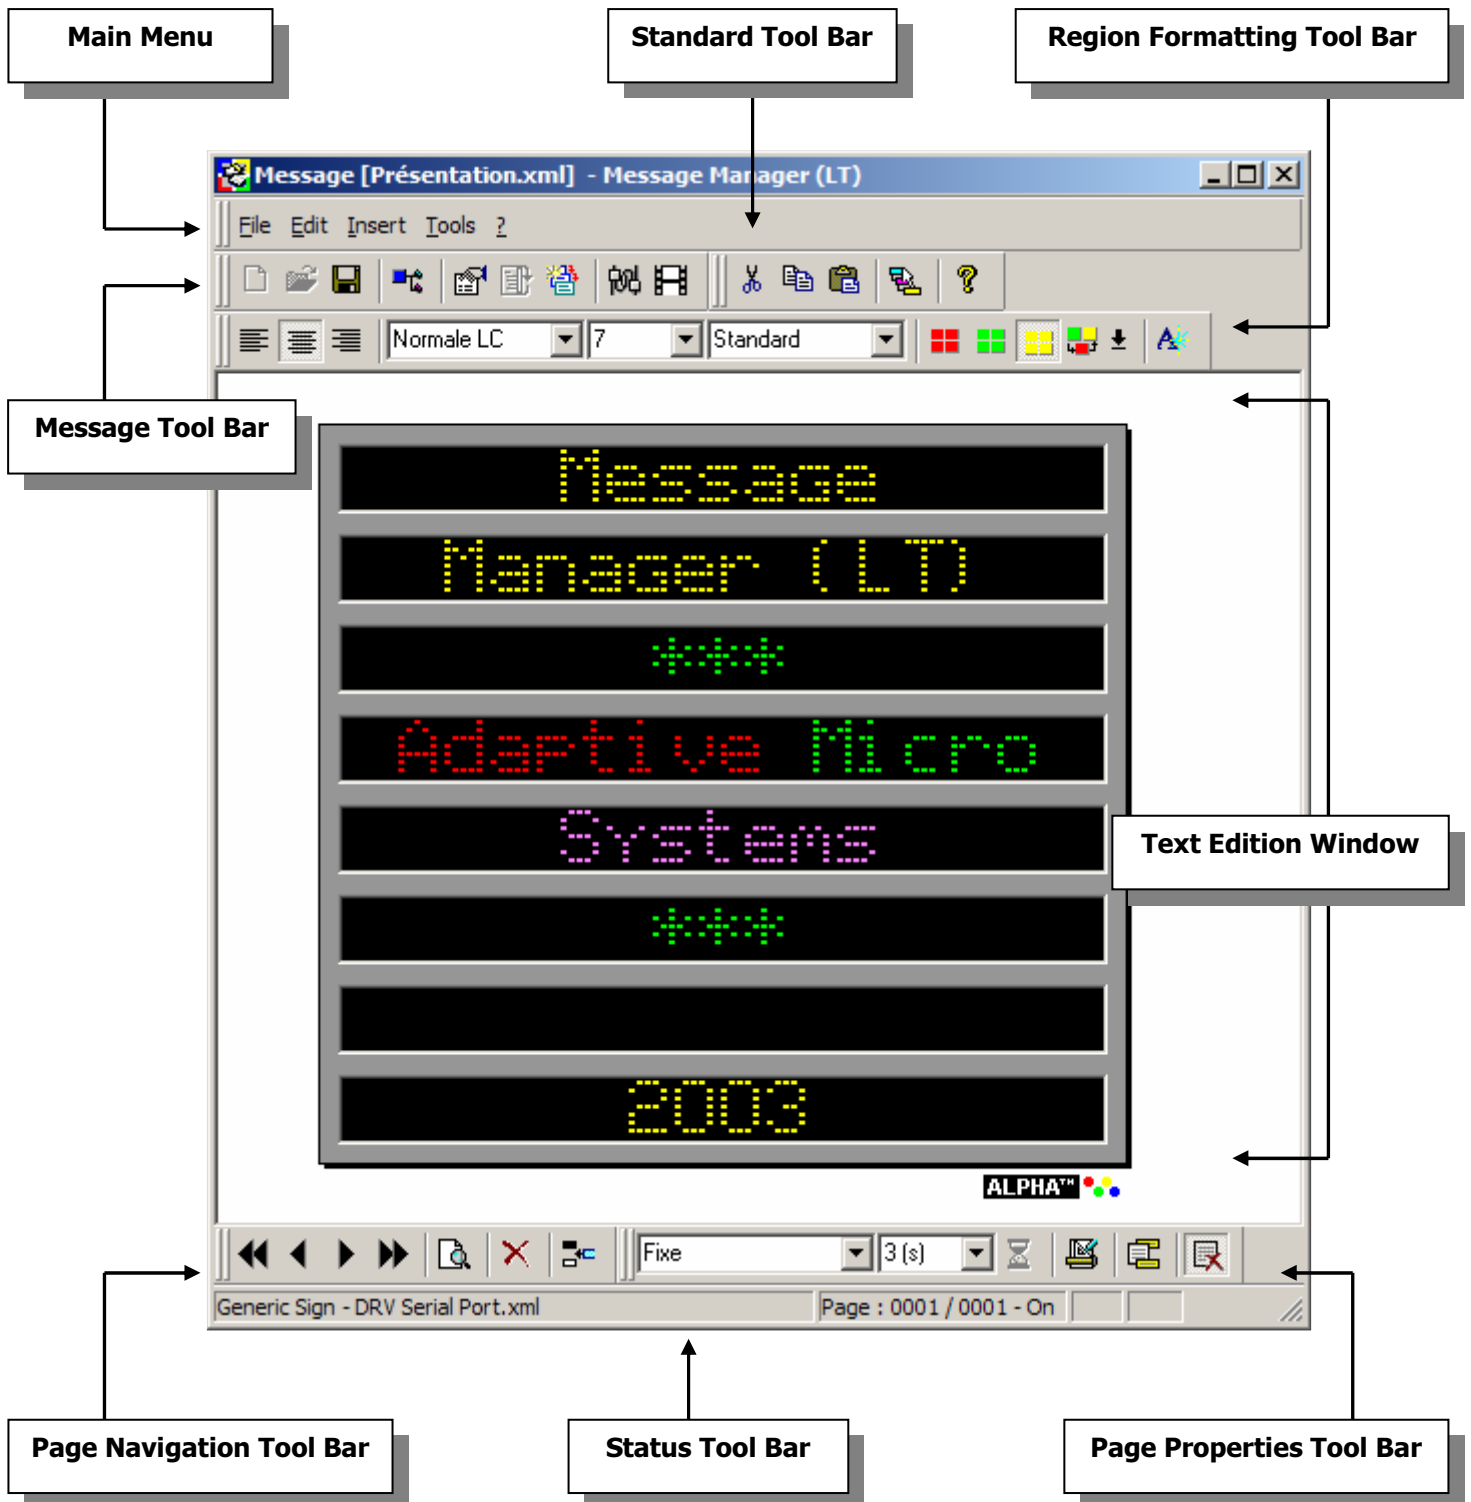 Main Menu
Standard Tool Bar
Region Formatting Tool Bar
Message [Présentation.xml] - Message Manager (LT)
File Edit Insert Tools ?
Normale LC 7 Standard
Message Tool Bar
Message
Manager (LT)
***
Adaptive Micro
Systems
Text Edition Window
***
2003
ALPHA™
Fixe 3 (s)
Generic Sign - DRV Serial Port.xml Page : 0001 / 0001 - On
Page Navigation Tool Bar
Status Tool Bar
Page Properties Tool Bar